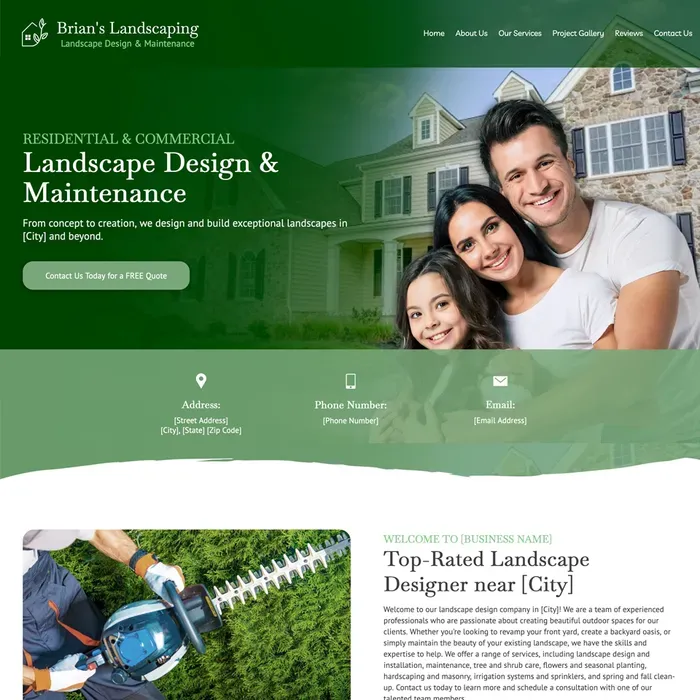 Brian's Landscaping
Landscape Design & Maintenance
Home About Us Our Services Project Gallery Reviews Contact Us
RESIDENTIAL & COMMERCIAL
Landscape Design &
Maintenance
From concept to creation, we design and build exceptional landscapes in
[City] and beyond.
Contact Us Today for a FREE Quote
Address:
[Street Address]
[City], [State] [Zip Code]
Phone Number:
[Phone Number]
Email:
[Email Address]
WELCOME TO [BUSINESS NAME]
Top-Rated Landscape
Designer near [City]
Welcome to our landscape design company in [City]! We are a team of experienced
professionals who are passionate about creating beautiful outdoor spaces for our
clients. Whether you're looking to revamp your front yard, create a backyard oasis, or
simply maintain the beauty of your existing landscape, we have the skills and
expertise to help. We offer a range of services, including landscape design and
installation, maintenance, tree and shrub care, flowers and seasonal planting,
hardscaping and masonry, irrigation systems and sprinklers, and spring and fall clean-
up. Contact us today to learn more and schedule a consultation with one of our
talented team members.